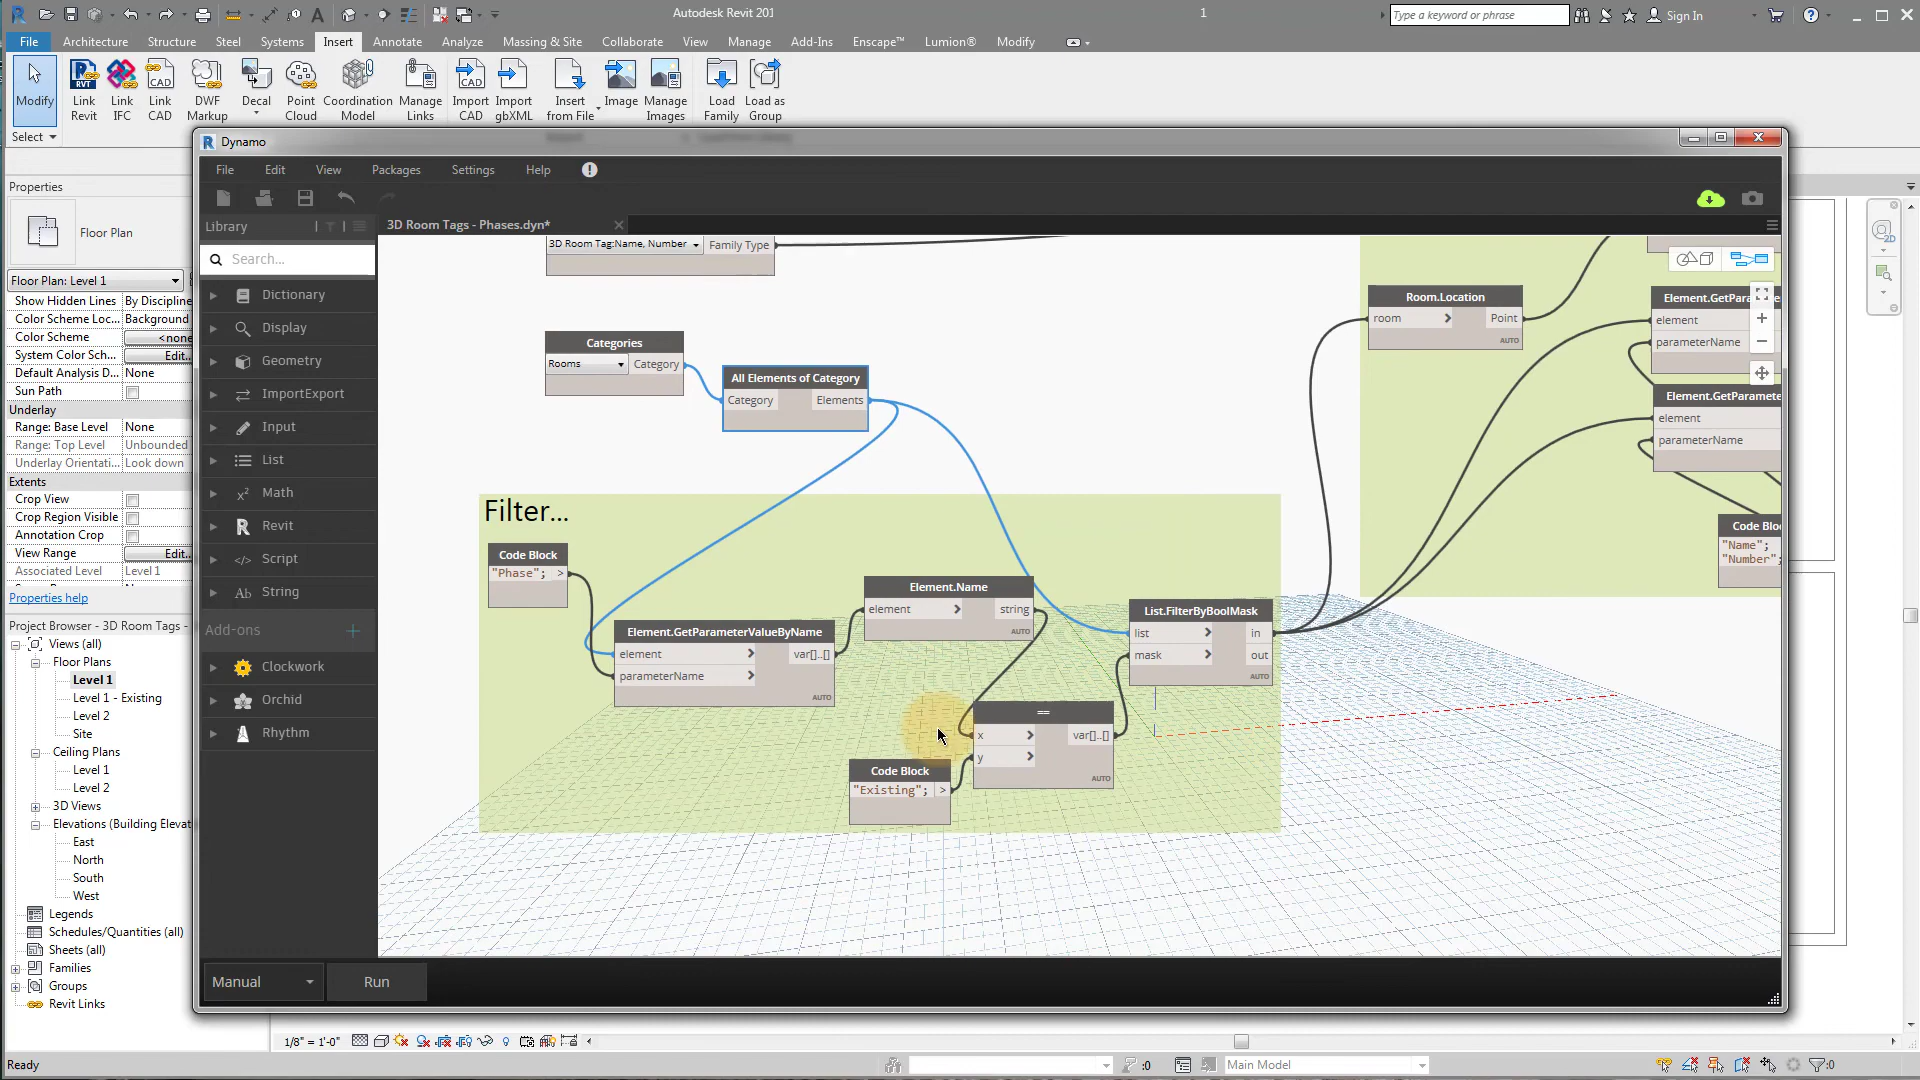 Autodesk Revit 201
1
Type a keyword or phrase
Sign In
File
Architecture
Structure
Steel
Systems
Insert
Annotate
Analyze
Massing & Site
Collaborate
View
Manage
Add-Ins
Enscape™
Lumion®
Modify
Modify
Link Revit
Link IFC
Link CAD
DWF Markup
Decal
Point Cloud
Coordination Model
Manage Links
Import CAD
Import gbXML
Insert from File
Image
Manage Images
Load Family
Load as Group
Select
Properties
Floor Plan
Floor Plan: Level 1
Show Hidden Lines By Discipline
Color Scheme Loc... Background
Color Scheme <none
System Color Sch... Edit..
Default Analysis D... None
Sun Path
Underlay
Range: Base Level None
Range: Top Level Unbounded
Underlay Orientati... Look down
Extents
Crop View
Crop Region Visible
Annotation Crop
View Range Edit..
Associated Level Level 1
Properties help
Project Browser - 3D Room Tags -
Views (all)
Floor Plans
Level 1
Level 1 - Existing
Level 2
Site
Ceiling Plans
Level 1
Level 2
3D Views
Elevations (Building Elevat
East
North
South
West
Legends
Schedules/Quantities (all)
Sheets (all)
Families
Groups
Revit Links
Dynamo
File
Edit
View
Packages
Settings
Help
Library
3D Room Tags - Phases.dyn*
Search...
Dictionary
Display
Geometry
ImportExport
Input
List
Math
Revit
Script
String
Add-ons
Clockwork
Orchid
Rhythm
3D Room Tag:Name, Number
Family Type
Categories
Rooms
Category
All Elements of Category
Category
Elements
Filter...
Code Block
"Phase";
>
Element.GetParameterValueByName
element
var[]..[]
parameterName
AUTO
Element.Name
element
string
AUTO
Code Block
"Existing";
>
==
x
var[]..[]
y
AUTO
List.FilterByBoolMask
list
in
mask
out
AUTO
Room.Location
room
Point
AUTO
Element.GetPara
element
parameterName
Element.GetParamete
element
parameterName
Code Blo
"Name";
"Number";
Manual
Run
1/8" = 1'-0"
Ready
:0
Main Model
:0